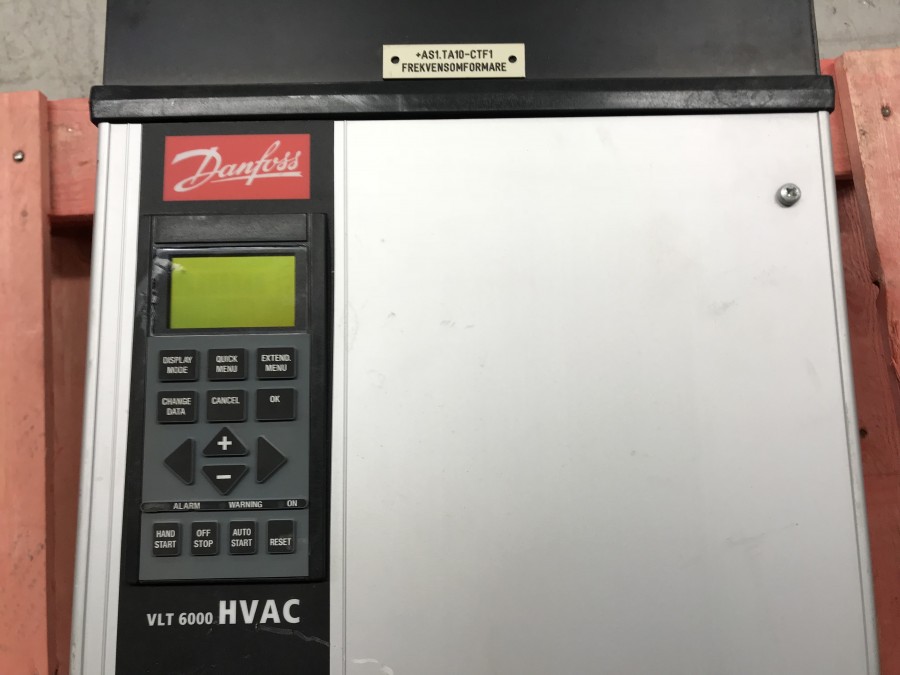 +AS1.TA10-CTF1
FREKVENSOMFORMARE
Danfoss
DISPLAY
MODE
QUICK
MENU
EXTEND.
MENU
CHANGE
DATA
CANCEL
OK
+
-
ALARM WARNING ON
HAND
START
OFF
STOP
AUTO
START
RESET
VLT 6000 HVAC